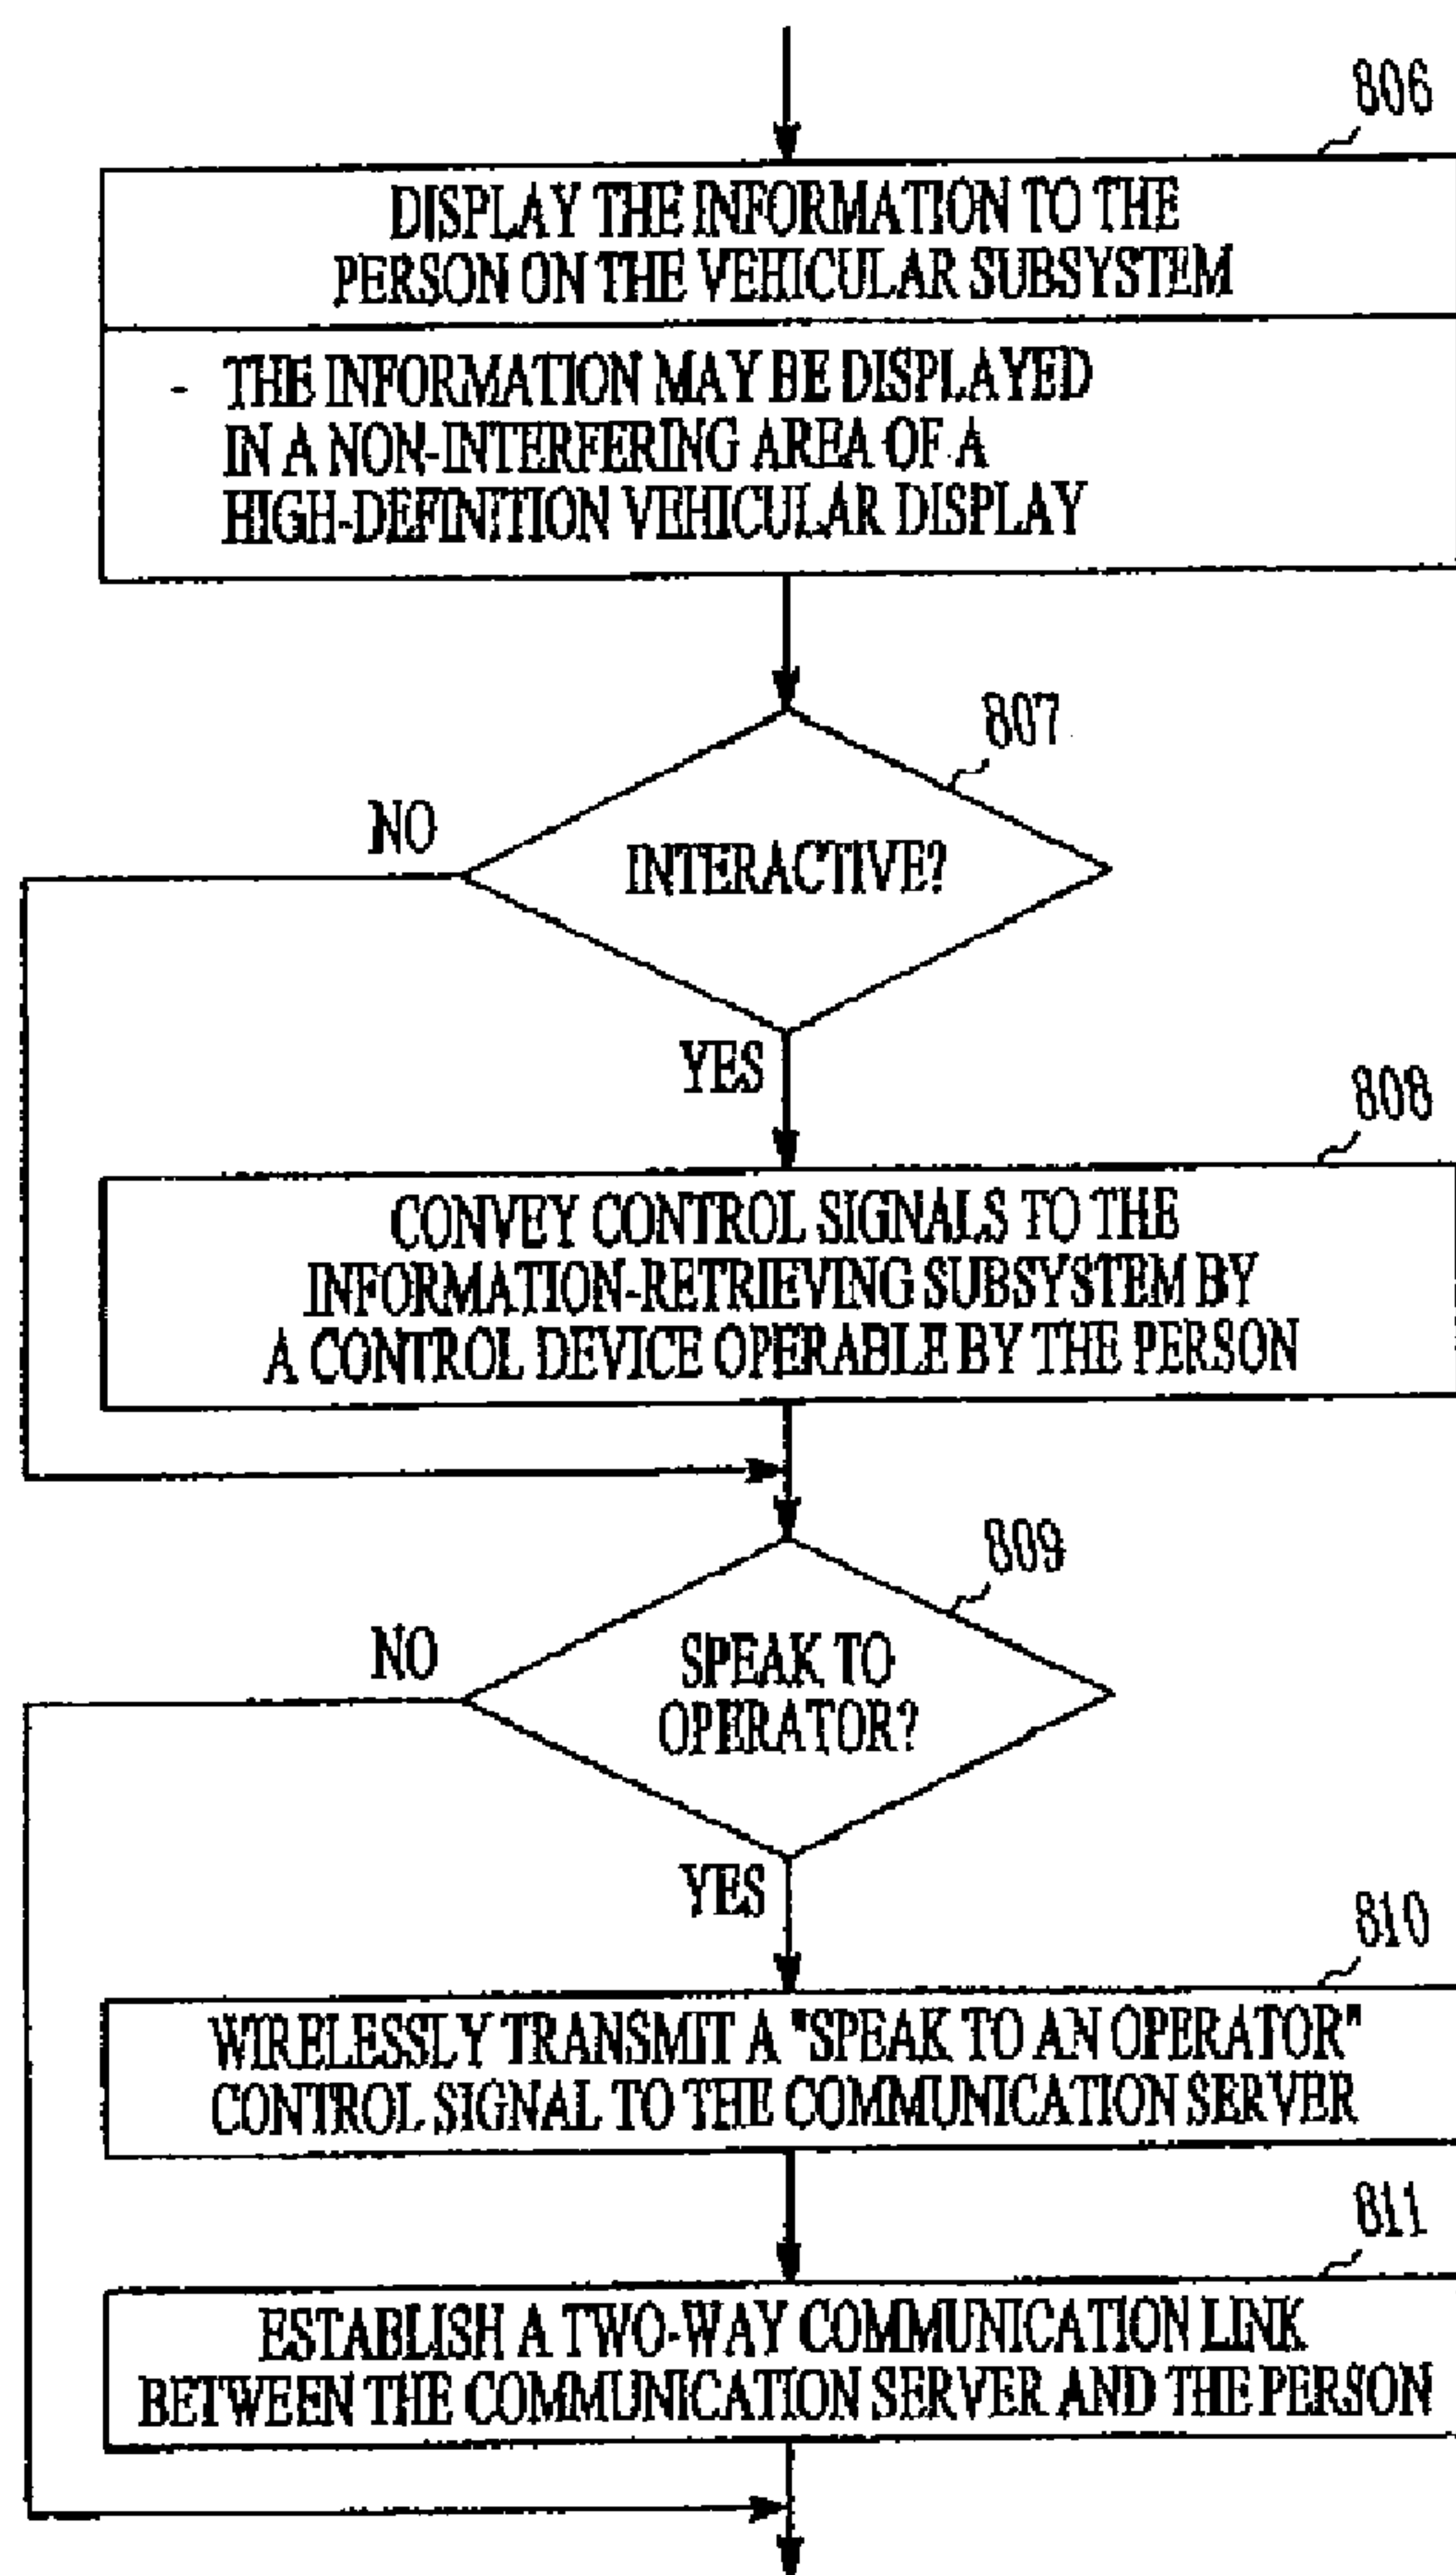 806
DISPLAY THE INFORMATION TO THE
PERSON ON THE VEHICULAR SUBSYSTEM
- THE INFORMATION MAY BE DISPLAYED
IN A NON-INTERFERING AREA OF A
HIGH-DEFINITION VEHICULAR DISPLAY
807
NO
INTERACTIVE?
YES
808
CONVEY CONTROL SIGNALS TO THE
INFORMATION-RETRIEVING SUBSYSTEM BY
A CONTROL DEVICE OPERABLE BY THE PERSON
809
NO
SPEAK TO
OPERATOR?
YES
810
WIRELESSLY TRANSMIT A "SPEAK TO AN OPERATOR"
CONTROL SIGNAL TO THE COMMUNICATION SERVER
811
ESTABLISH A TWO-WAY COMMUNICATION LINK
BETWEEN THE COMMUNICATION SERVER AND THE PERSON